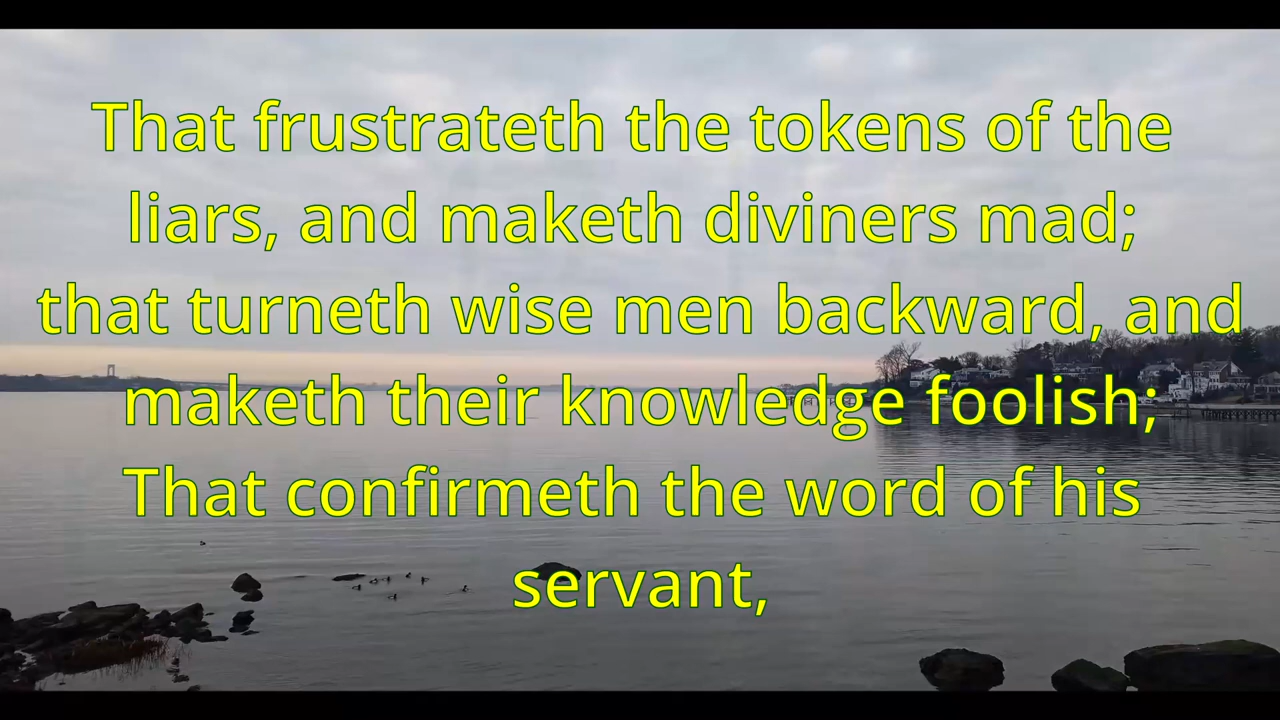 That frustrateth the tokens of the
liars, and maketh diviners mad;
that turneth wise men backward, and
maketh their knowledge foolish;
That confirmeth the word of his
servant,